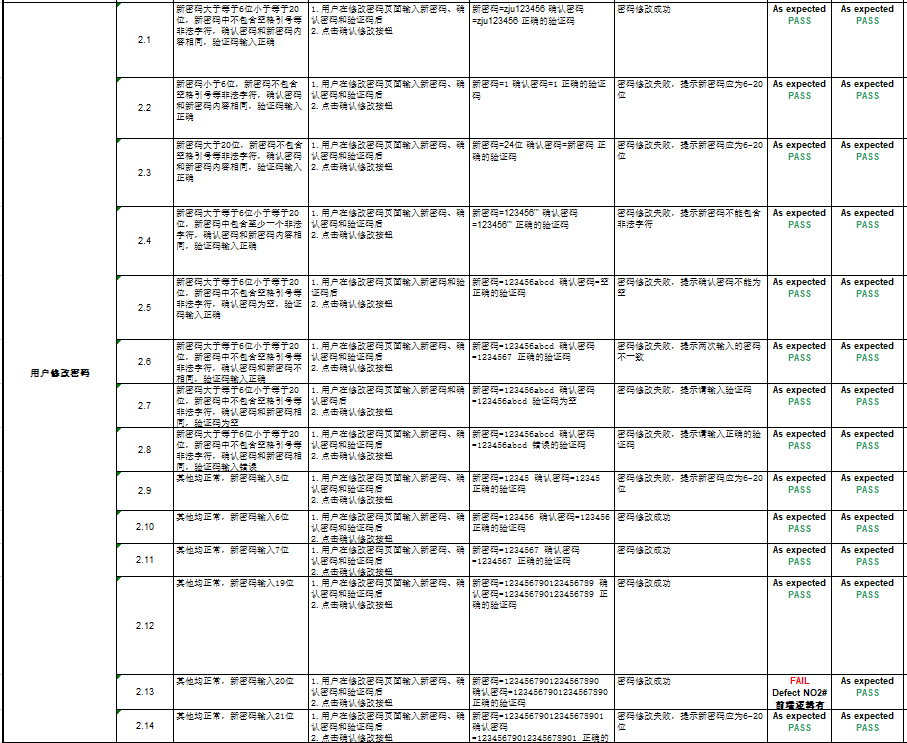 用户修改密码
2.1
新密码大于等于6位小于等于20
位，新密码中不包含空格引号等
非法字符，确认密码和新密码内
容相同，验证码输入正确
1. 用户在修改密码页面输入新密码、确
认密码和验证码后
2. 点击确认修改按钮
新密码=zju123456 确认密码
=zju123456 正确的验证码
密码修改成功
As expected
PASS
As expected
PASS
2.2
新密码小于6位，新密码不包含
空格引号等非法字符，确认密码
和新密码内容相同，验证码输入
正确
1. 用户在修改密码页面输入新密码、确
认密码和验证码后
2. 点击确认修改按钮
新密码=1 确认密码=1 正确的验证
码
密码修改失败，提示新密码应为6-20
位
As expected
PASS
As expected
PASS
2.3
新密码大于20位，新密码不包含
空格引号等非法字符，确认密码
和新密码内容相同，验证码输入
正确
1. 用户在修改密码页面输入新密码、确
认密码和验证码后
2. 点击确认修改按钮
新密码=24位 确认密码=新密码 正
确的验证码
密码修改失败，提示新密码应为6-20
位
As expected
PASS
As expected
PASS
2.4
新密码大于等于6位小于等于20
位，新密码中包含至少一个非法
字符，确认密码和新密码内容相
同，验证码输入正确
1. 用户在修改密码页面输入新密码、确
认密码和验证码后
2. 点击确认修改按钮
新密码=123456" 确认密码
=123456" 正确的验证码
密码修改失败，提示新密码不能包含
非法字符
As expected
PASS
As expected
PASS
2.5
新密码大于等于6位小于等于20
位，新密码中不包含空格引号等
非法字符，确认密码为空，验证
码输入正确
1. 用户在修改密码页面输入新密码和验
证码后
2. 点击确认修改按钮
新密码=123456abcd 确认密码=空
正确的验证码
密码修改失败，提示确认密码不能为
空
As expected
PASS
As expected
PASS
2.6
新密码大于等于6位小于等于20
位，新密码中不包含空格引号等
非法字符，确认密码和新密码不
相同，验证码输入正确
1. 用户在修改密码页面输入新密码、确
认密码和验证码后
2. 点击确认修改按钮
新密码=123456abcd 确认密码
=1234567 正确的验证码
密码修改失败，提示两次输入的密码
不一致
As expected
PASS
As expected
PASS
2.7
新密码大于等于6位小于等于20
位，新密码中不包含空格引号等
非法字符，确认密码和新密码相
同，验证码为空
1. 用户在修改密码页面输入新密码和确
认密码后
2. 点击确认修改按钮
新密码=123456abcd 确认密码
=123456abcd 验证码为空
密码修改失败，提示请输入验证码
As expected
PASS
As expected
PASS
2.8
新密码大于等于6位小于等于20
位，新密码中不包含空格引号等
非法字符，确认密码和新密码相
同，验证码输入错误
1. 用户在修改密码页面输入新密码、确
认密码和验证码后
2. 点击确认修改按钮
新密码=123456abcd 确认密码
=123456abcd 错误的验证码
密码修改失败，提示请输入正确的验
证码
As expected
PASS
As expected
PASS
2.9
其他均正常，新密码输入5位
1. 用户在修改密码页面输入新密码、确
认密码和验证码后
2. 点击确认修改按钮
新密码=12345 确认密码=12345
正确的验证码
密码修改失败，提示新密码应为6-20
位
As expected
PASS
As expected
PASS
2.10
其他均正常，新密码输入6位
1. 用户在修改密码页面输入新密码、确
认密码和验证码后
2. 点击确认修改按钮
新密码=123456 确认密码=123456
正确的验证码
密码修改成功
As expected
PASS
As expected
PASS
2.11
其他均正常，新密码输入7位
1. 用户在修改密码页面输入新密码、确
认密码和验证码后
2. 点击确认修改按钮
新密码=1234567 确认密码
=1234567 正确的验证码
密码修改成功
As expected
PASS
As expected
PASS
2.12
其他均正常，新密码输入19位
1. 用户在修改密码页面输入新密码、确
认密码和验证码后
2. 点击确认修改按钮
新密码=1234567901234567​89 确
认密码=123456790123456789 正
确的验证码
密码修改成功
As expected
PASS
As expected
PASS
2.13
其他均正常，新密码输入20位
1. 用户在修改密码页面输入新密码、确
认密码和验证码后
2. 点击确认修改按钮
新密码=1234567901234567890
确认密码=1234567901234567890
正确的验证码
密码修改成功
FAIL
Defect NO2#
前端逻辑有
As expected
PASS
2.14
其他均正常，新密码输入21位
1. 用户在修改密码页面输入新密码、确
认密码和验证码后
2. 点击确认修改按钮
新密码=12345679012345678901
确认密码
=12345679012345678901 正确的
密码修改失败，提示新密码应为6-20
位
As expected
PASS
As expected
PASS